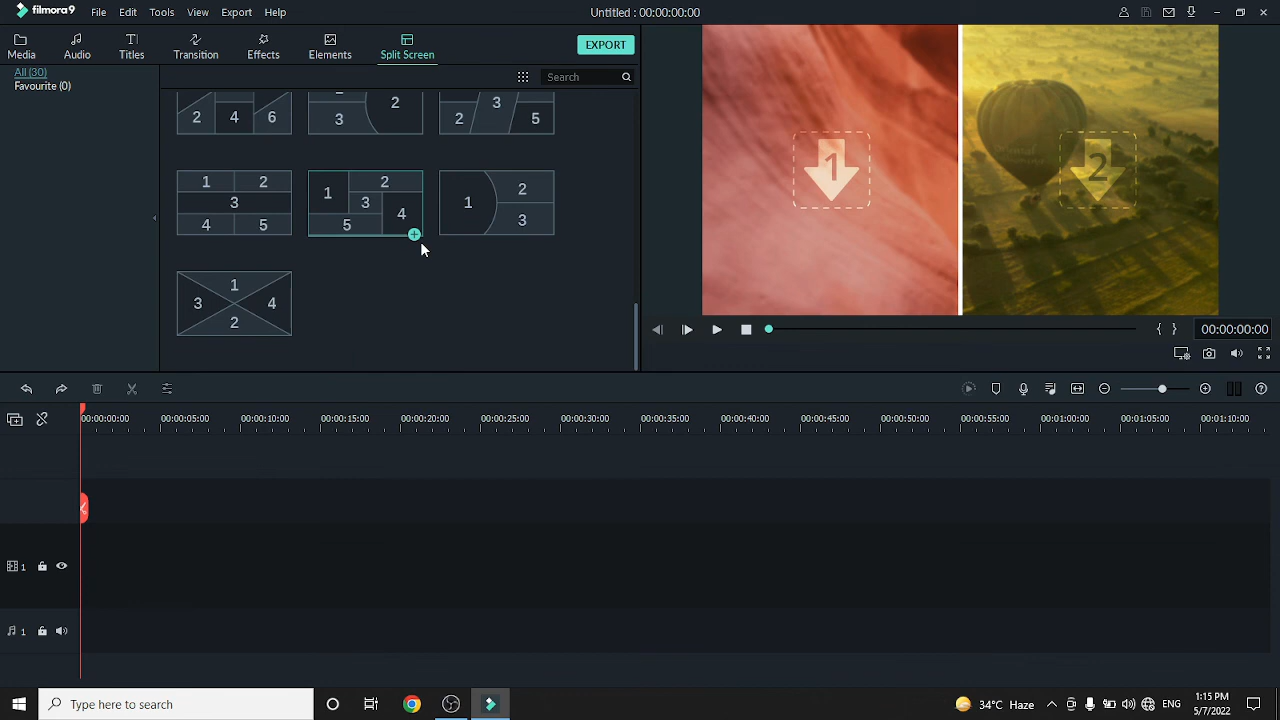 filmora9 File Edit Tools View Export Help Untitled : 00:00:00:00
Media Audio Titles Transition Effects Elements Split Screen EXPORT
All (30)
Favourite (0)
Search
2 4 6 3 2 2 3 5
1 2 3 4 5
1 2 3 4 5
1 2 3
1 3 4 2
1 2
{ } 00:00:00:00
00:00:00:00 00:00:05:00 00:00:10:00 00:00:15:00 00:00:20:00 00:00:25:00 00:00:30:00 00:00:35:00 00:00:40:00 00:00:45:00 00:00:50:00 00:00:55:00 00:01:00:00 00:01:05:00 00:01:10:00
1
1
Type here to search 34°C Haze ENG 1:15 PM
5/7/2022